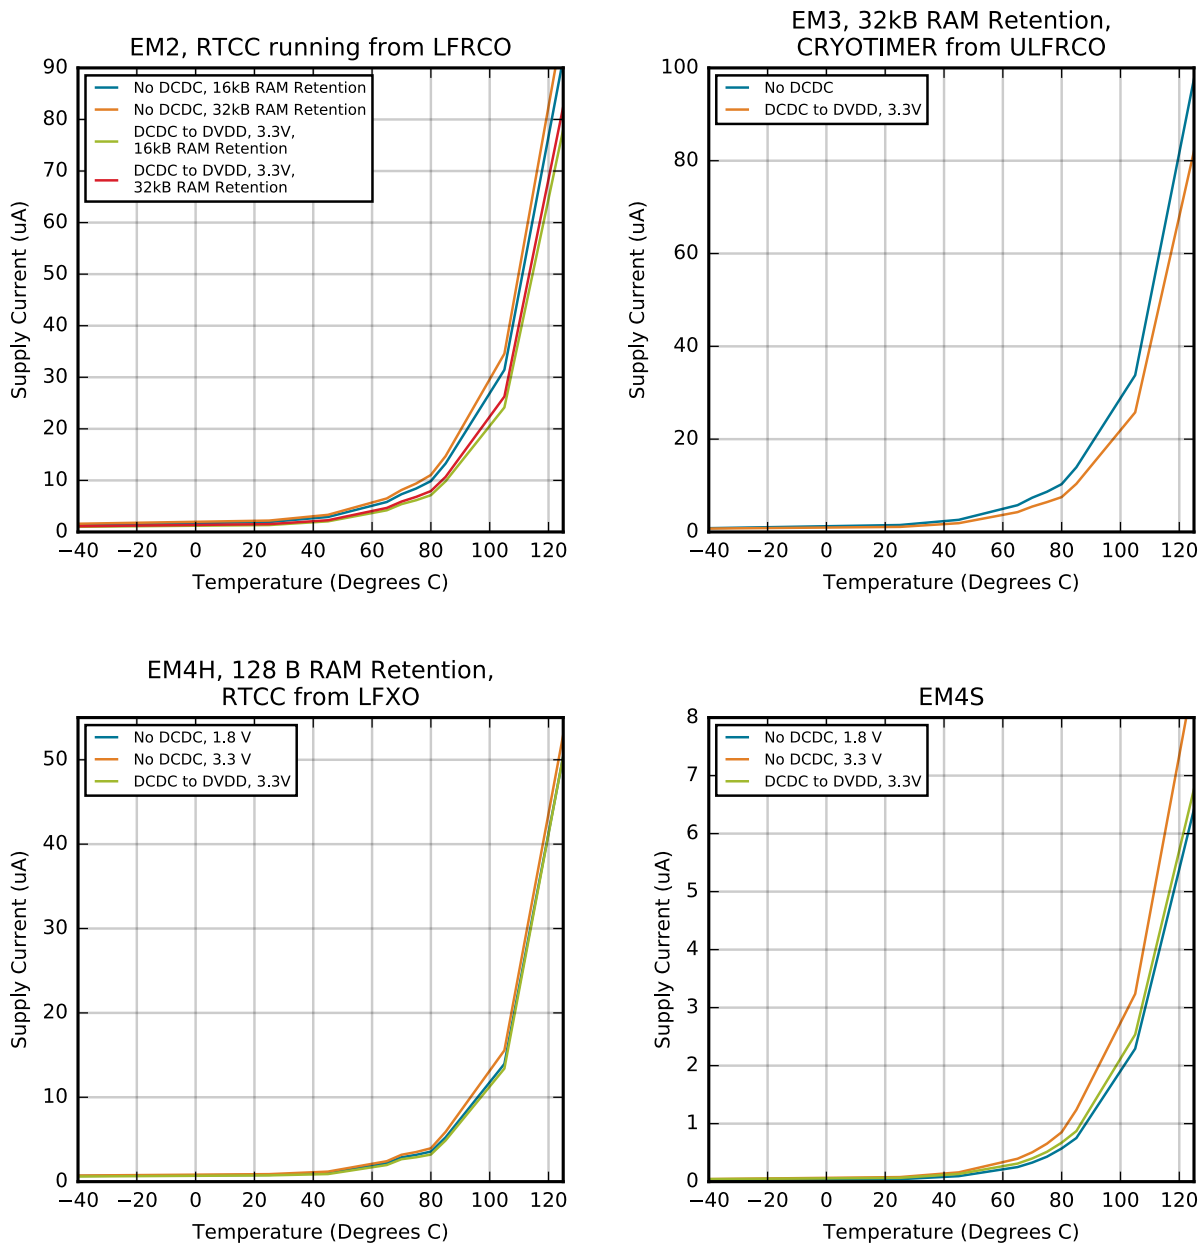 EM2, RTCC running from LFRCO
90
80
70
60
50
40
30
20
10
0
Supply Current (uA)
No DCDC, 16kB RAM Retention
No DCDC, 32kB RAM Retention
DCDC to DVDD, 3.3V,
16kB RAM Retention
DCDC to DVDD, 3.3V,
32kB RAM Retention
−40 −20 0 20 40 60 80 100 120
Temperature (Degrees C)
EM3, 32kB RAM Retention,
CRYOTIMER from ULFRCO
100
80
60
40
20
0
Supply Current (uA)
No DCDC
DCDC to DVDD, 3.3V
−40 −20 0 20 40 60 80 100 120
Temperature (Degrees C)
EM4H, 128 B RAM Retention,
RTCC from LFXO
50
40
30
20
10
0
Supply Current (uA)
No DCDC, 1.8 V
No DCDC, 3.3 V
DCDC to DVDD, 3.3V
−40 −20 0 20 40 60 80 100 120
Temperature (Degrees C)
EM4S
8
7
6
5
4
3
2
1
0
Supply Current (uA)
No DCDC, 1.8 V
No DCDC, 3.3 V
DCDC to DVDD, 3.3V
−40 −20 0 20 40 60 80 100 120
Temperature (Degrees C)